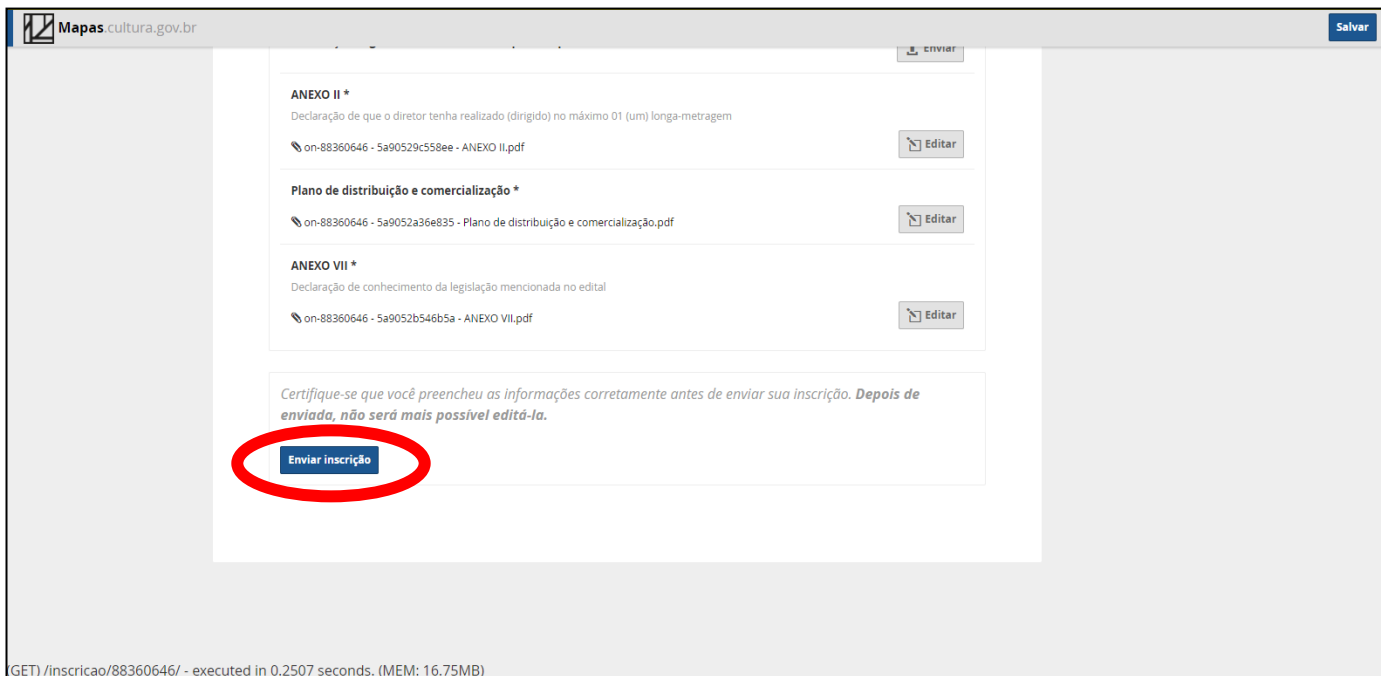 Mapas.cultura.gov.br
Salvar
Enviar
ANEXO II *
Declaração de que o diretor tenha realizado (dirigido) no máximo 01 (um) longa-metragem
on-88360646 - 5a90529c558ee - ANEXO II.pdf
Editar
Plano de distribuição e comercialização *
on-88360646 - 5a9052a36e835 - Plano de distribuição e comercialização.pdf
Editar
ANEXO VII *
Declaração de conhecimento da legislação mencionada no edital
on-88360646 - 5a9052b546b5a - ANEXO VII.pdf
Editar
Certifique-se que você preencheu as informações corretamente antes de enviar sua inscrição. Depois de
enviada, não será mais possível editá-la.
Enviar inscrição
(GET) /inscricao/88360646/ - executed in 0.2507 seconds. (MEM: 16.75MB)